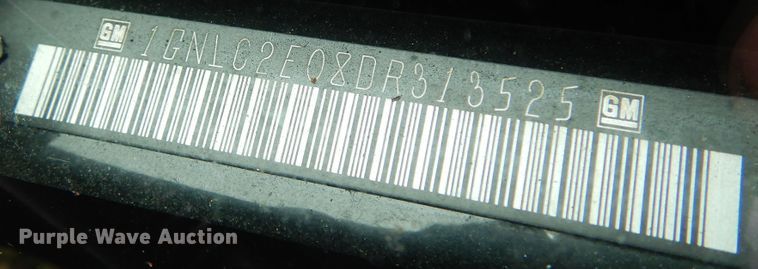 GM 1GNLC2E08DR313525 GM
Purple Wave Auction